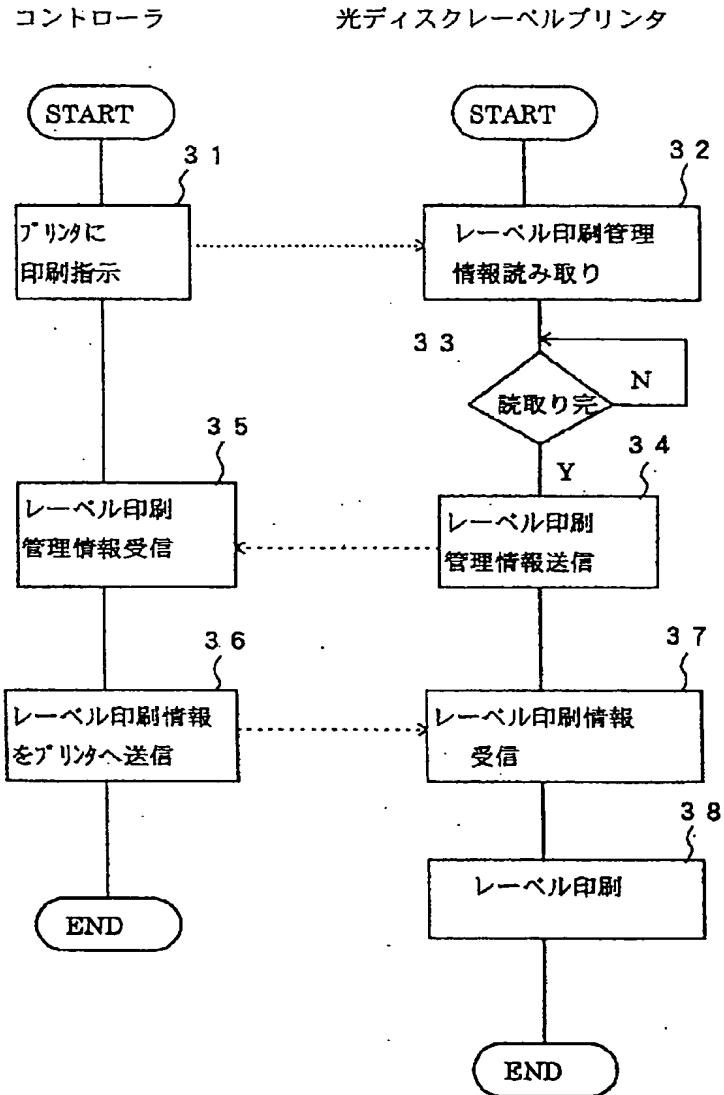 コントローラ
光ディスクレーベルプリンタ
START
START
31
32
プリンタに
印刷指示
レーベル印刷管理
情報読み取り
33
読取り完
N
Y
35
34
レーベル印刷
管理情報受信
レーベル印刷
管理情報送信
36
37
レーベル印刷情報
をプリンタへ送信
レーベル印刷情報
受信
38
レーベル印刷
END
END